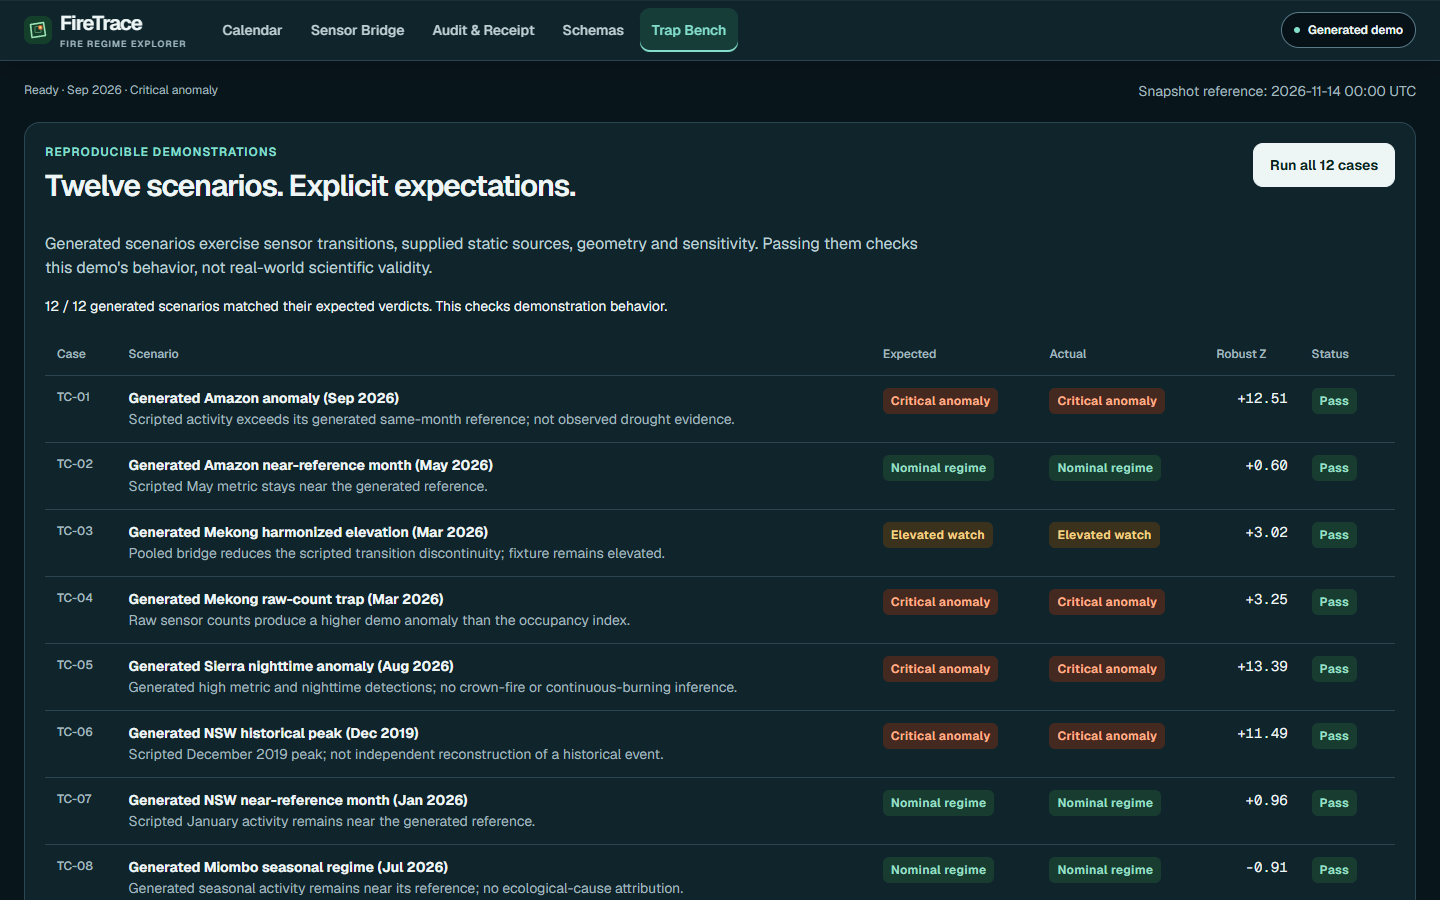 FireTrace
FIRE REGIME EXPLORER
Calendar
Sensor Bridge
Audit & Receipt
Schemas
Trap Bench
Generated demo
Ready · Sep 2026 · Critical anomaly
Snapshot reference: 2026-11-14 00:00 UTC
REPRODUCIBLE DEMONSTRATIONS
Twelve scenarios. Explicit expectations.
Run all 12 cases
Generated scenarios exercise sensor transitions, supplied static sources, geometry and sensitivity. Passing them checks
this demo's behavior, not real-world scientific validity.
12 / 12 generated scenarios matched their expected verdicts. This checks demonstration behavior.
Case Scenario Expected Actual Robust Z Status
TC-01 Generated Amazon anomaly (Sep 2026) Critical anomaly Critical anomaly +12.51 Pass
Scripted activity exceeds its generated same-month reference; not observed drought evidence.
TC-02 Generated Amazon near-reference month (May 2026) Nominal regime Nominal regime +0.60 Pass
Scripted May metric stays near the generated reference.
TC-03 Generated Mekong harmonized elevation (Mar 2026) Elevated watch Elevated watch +3.02 Pass
Pooled bridge reduces the scripted transition discontinuity; fixture remains elevated.
TC-04 Generated Mekong raw-count trap (Mar 2026) Critical anomaly Critical anomaly +3.25 Pass
Raw sensor counts produce a higher demo anomaly than the occupancy index.
TC-05 Generated Sierra nighttime anomaly (Aug 2026) Critical anomaly Critical anomaly +13.39 Pass
Generated high metric and nighttime detections; no crown-fire or continuous-burning inference.
TC-06 Generated NSW historical peak (Dec 2019) Critical anomaly Critical anomaly +11.49 Pass
Scripted December 2019 peak; not independent reconstruction of a historical event.
TC-07 Generated NSW near-reference month (Jan 2026) Nominal regime Nominal regime +0.96 Pass
Scripted January activity remains near the generated reference.
TC-08 Generated Miombo seasonal regime (Jul 2026) Nominal regime Nominal regime -0.91 Pass
Generated seasonal activity remains near its reference; no ecological-cause attribution.